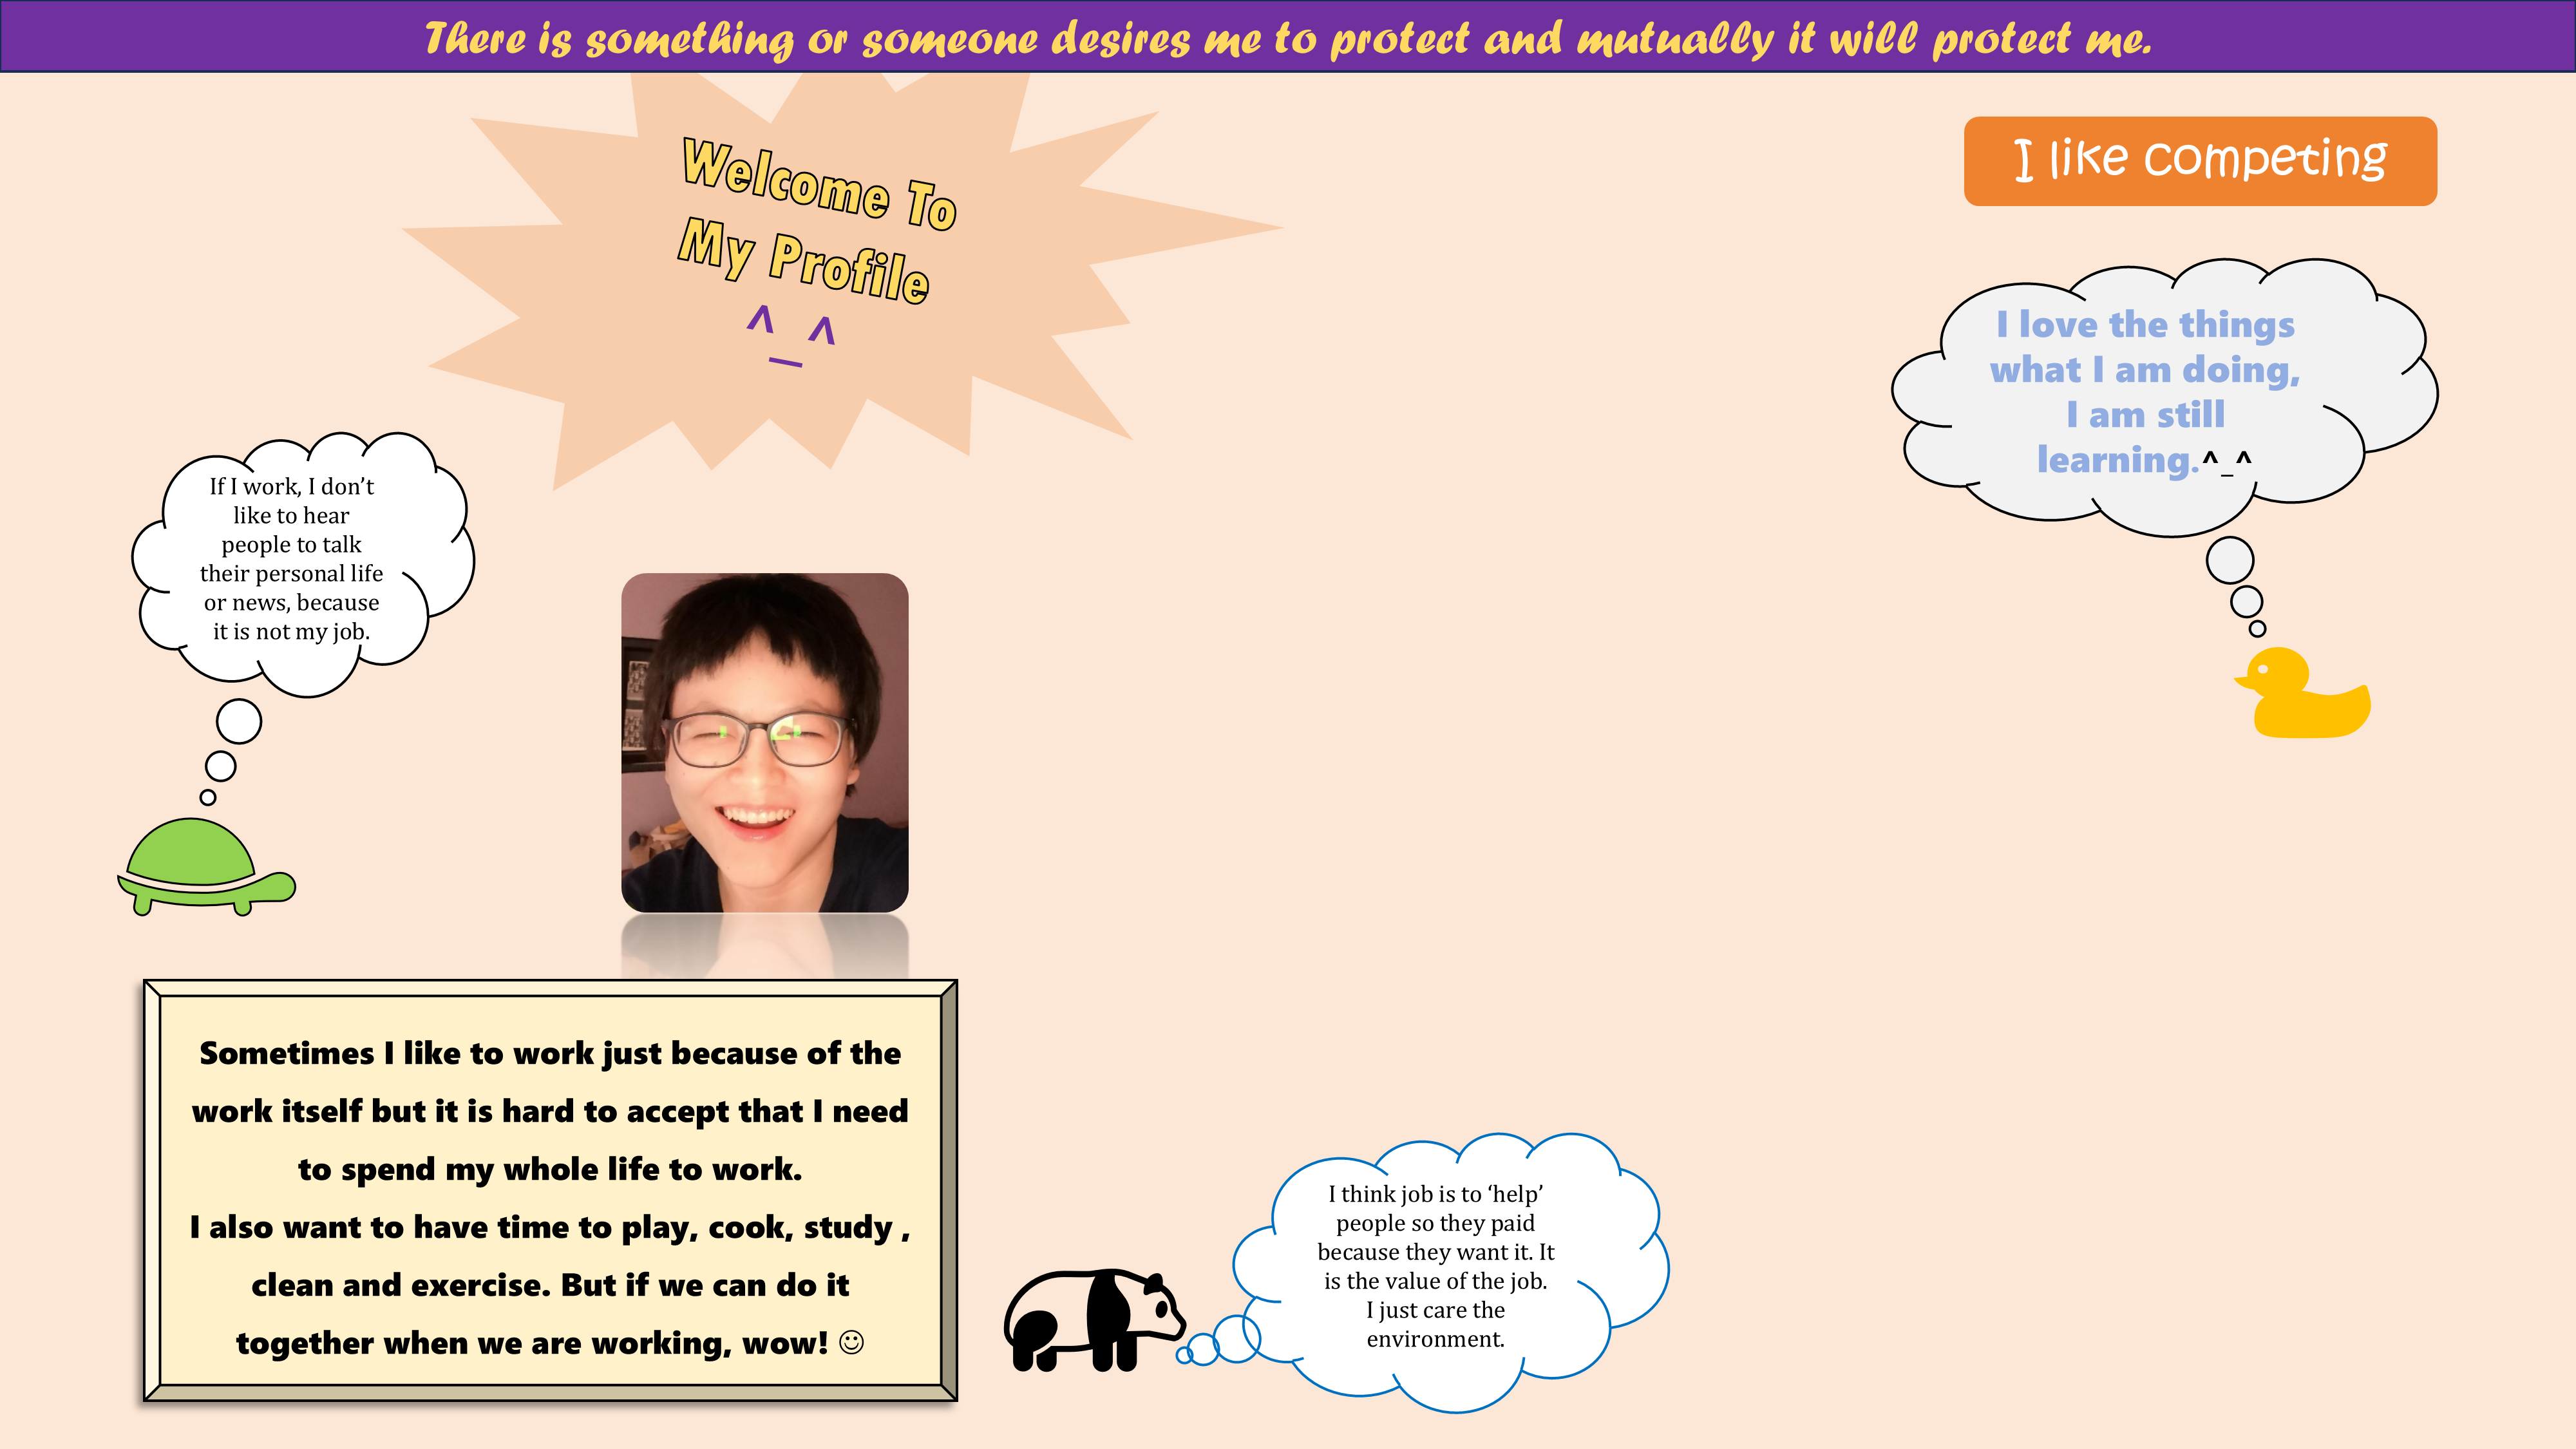 There is something or someone desires me to protect and mutually it will protect me.
Welcome To
My Profile
^_^
I like competing
I love the things
what I am doing,
I am still
learning.^_^
If I work, I don’t
like to hear
people to talk
their personal life
or news, because
it is not my job.
Sometimes I like to work just because of the
work itself but it is hard to accept that I need
to spend my whole life to work.
I also want to have time to play, cook, study ,
clean and exercise. But if we can do it
together when we are working, wow! ☺
I think job is to ‘help’
people so they paid
because they want it. It
is the value of the job.
I just care the
environment.